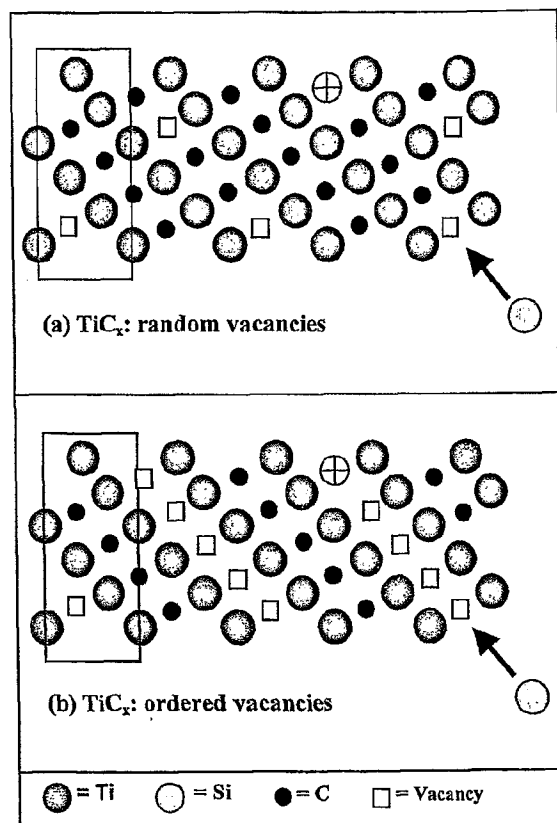 (a) TiCx: random vacancies
(b) TiCx: ordered vacancies
= Ti = Si = C = Vacancy